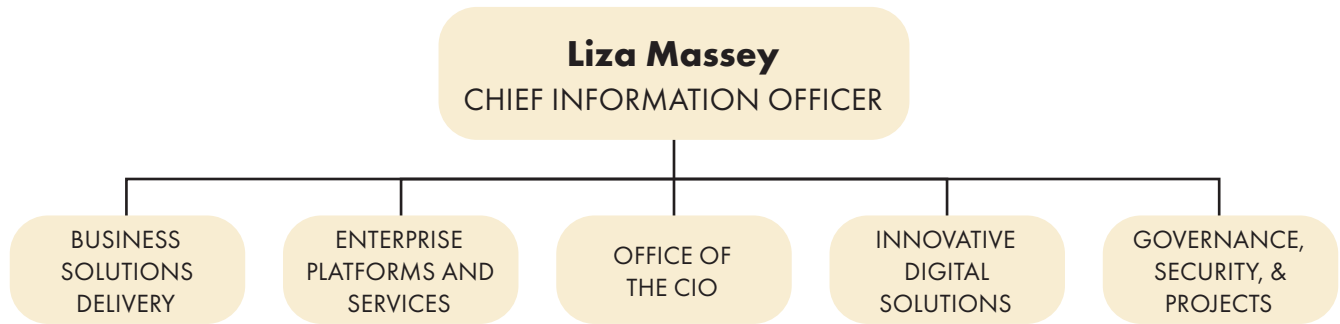 Liza Massey
CHIEF INFORMATION OFFICER
BUSINESS
SOLUTIONS
DELIVERY
ENTERPRISE
PLATFORMS AND
SERVICES
OFFICE OF
THE CIO
INNOVATIVE
DIGITAL
SOLUTIONS
GOVERNANCE,
SECURITY, &
PROJECTS